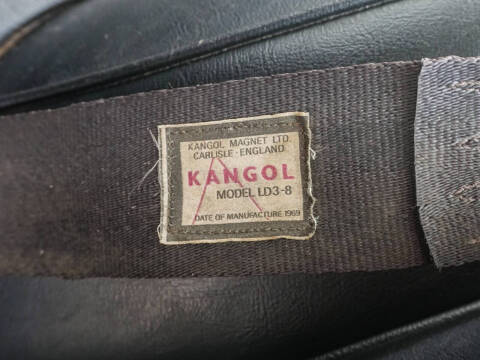 KANGOL MAGNET LTD.
CARLISLE - ENGLAND
KANGOL
MODEL LD3-8
DATE OF MANUFACTURE 1969